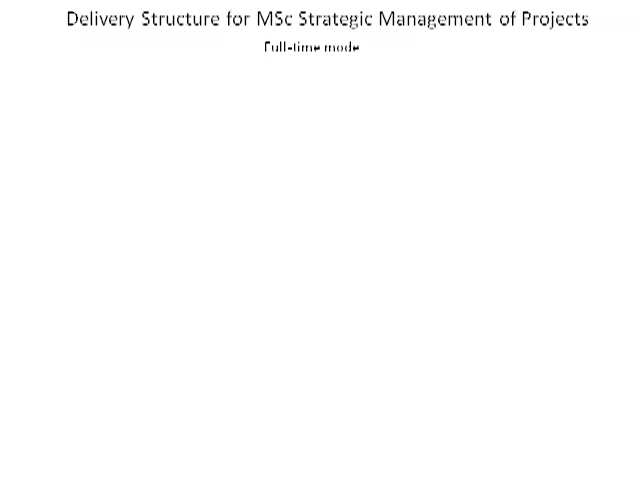 Delivery Structure for MSc Strategic Management of Projects
Full-time mode